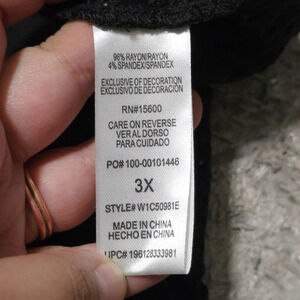 96% RAYON/RAYON
4% SPANDEX/SPANDEX
EXCLUSIVE OF DECORATION
EXCLUSIVO DE DECORACIÓN
RN#15600
CARE ON REVERSE
VER AL DORSO
PARA CUIDADO
PO# 100-00101446
3X
STYLE# W1C50981E
MADE IN CHINA
HECHO EN CHINA
UPC# 196128333981